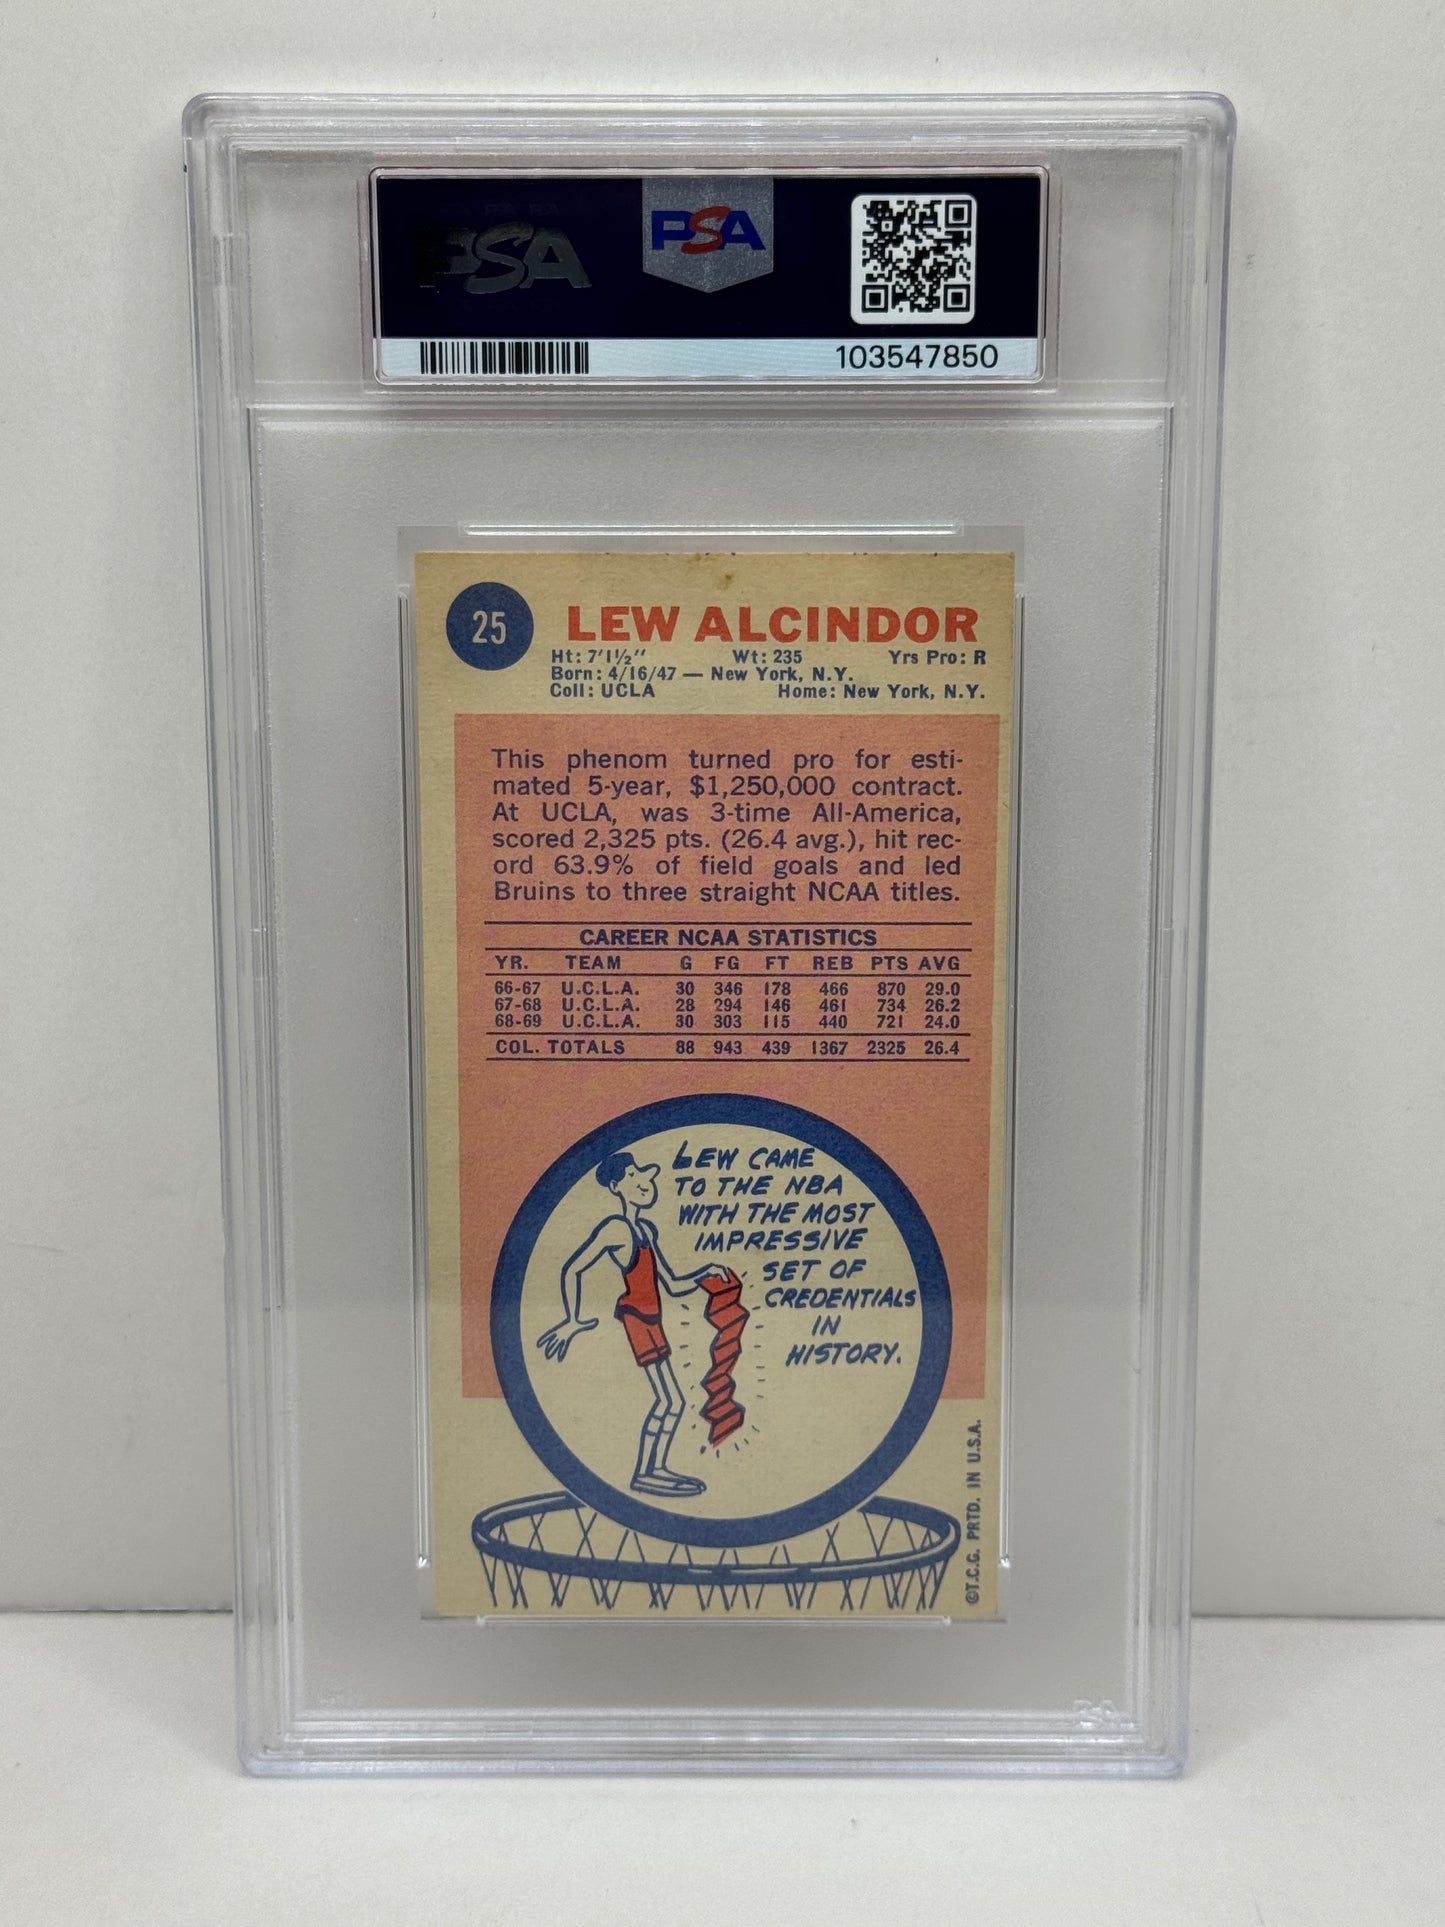 PSA
PSA
103547850
25
LEW ALCINDOR
Ht: 7'1½" Wt: 235 Yrs Pro: R
Born: 4/16/47 — New York, N.Y.
Coll: UCLA Home: New York, N.Y.
This phenom turned pro for esti-
mated 5-year, $1,250,000 contract.
At UCLA, was 3-time All-America,
scored 2,325 pts. (26.4 avg.), hit rec-
ord 63.9% of field goals and led
Bruins to three straight NCAA titles.
CAREER NCAA STATISTICS
YR. TEAM G FG FT REB PTS AVG
66-67 U.C.L.A. 30 346 178 466 870 29.0
67-68 U.C.L.A. 28 294 146 461 734 26.2
68-69 U.C.L.A. 30 303 115 440 721 24.0
COL. TOTALS 88 943 439 1367 2325 26.4
LEW CAME
TO THE NBA
WITH THE MOST
IMPRESSIVE
SET OF
CREDENTIALS
IN
HISTORY.
©T.C.G. PRTD. IN U.S.A.